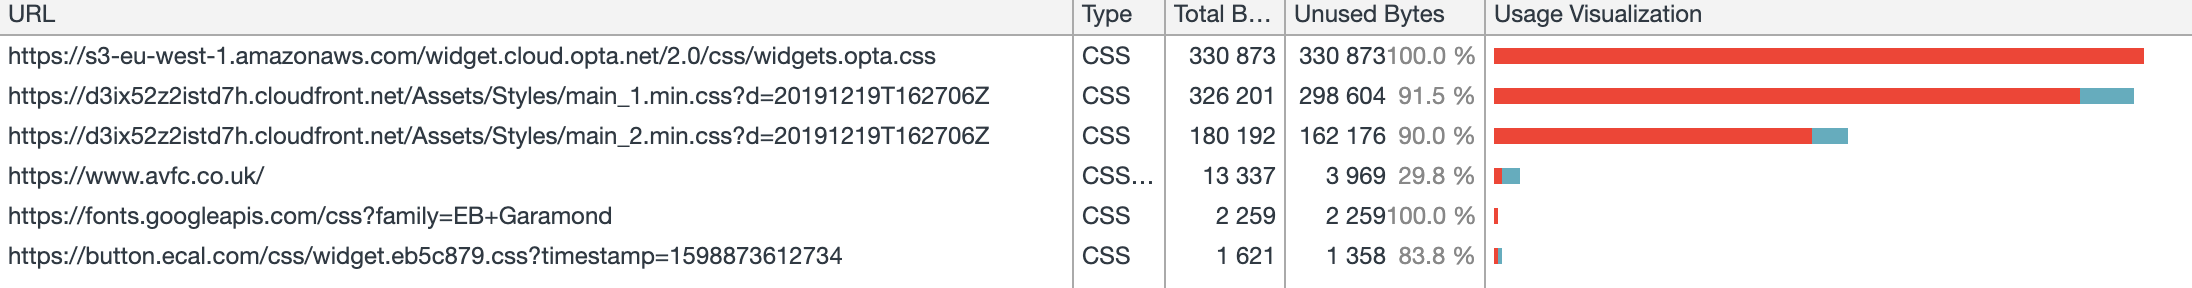 URL Type Total B… Unused Bytes Usage Visualization
https://s3-eu-west-1.amazonaws.com/widget.cloud.opta.net/2.0/css/widgets.opta.css CSS 330 873 330 873 100.0 %
https://d3ix52z2istd7h.cloudfront.net/Assets/Styles/main_1.min.css?d=20191219T162706Z CSS 326 201 298 604 91.5 %
https://d3ix52z2istd7h.cloudfront.net/Assets/Styles/main_2.min.css?d=20191219T162706Z CSS 180 192 162 176 90.0 %
https://www.avfc.co.uk/ CSS… 13 337 3 969 29.8 %
https://fonts.googleapis.com/css?family=EB+Garamond CSS 2 259 2 259 100.0 %
https://button.ecal.com/css/widget.eb5c879.css?timestamp=1598873612734 CSS 1 621 1 358 83.8 %